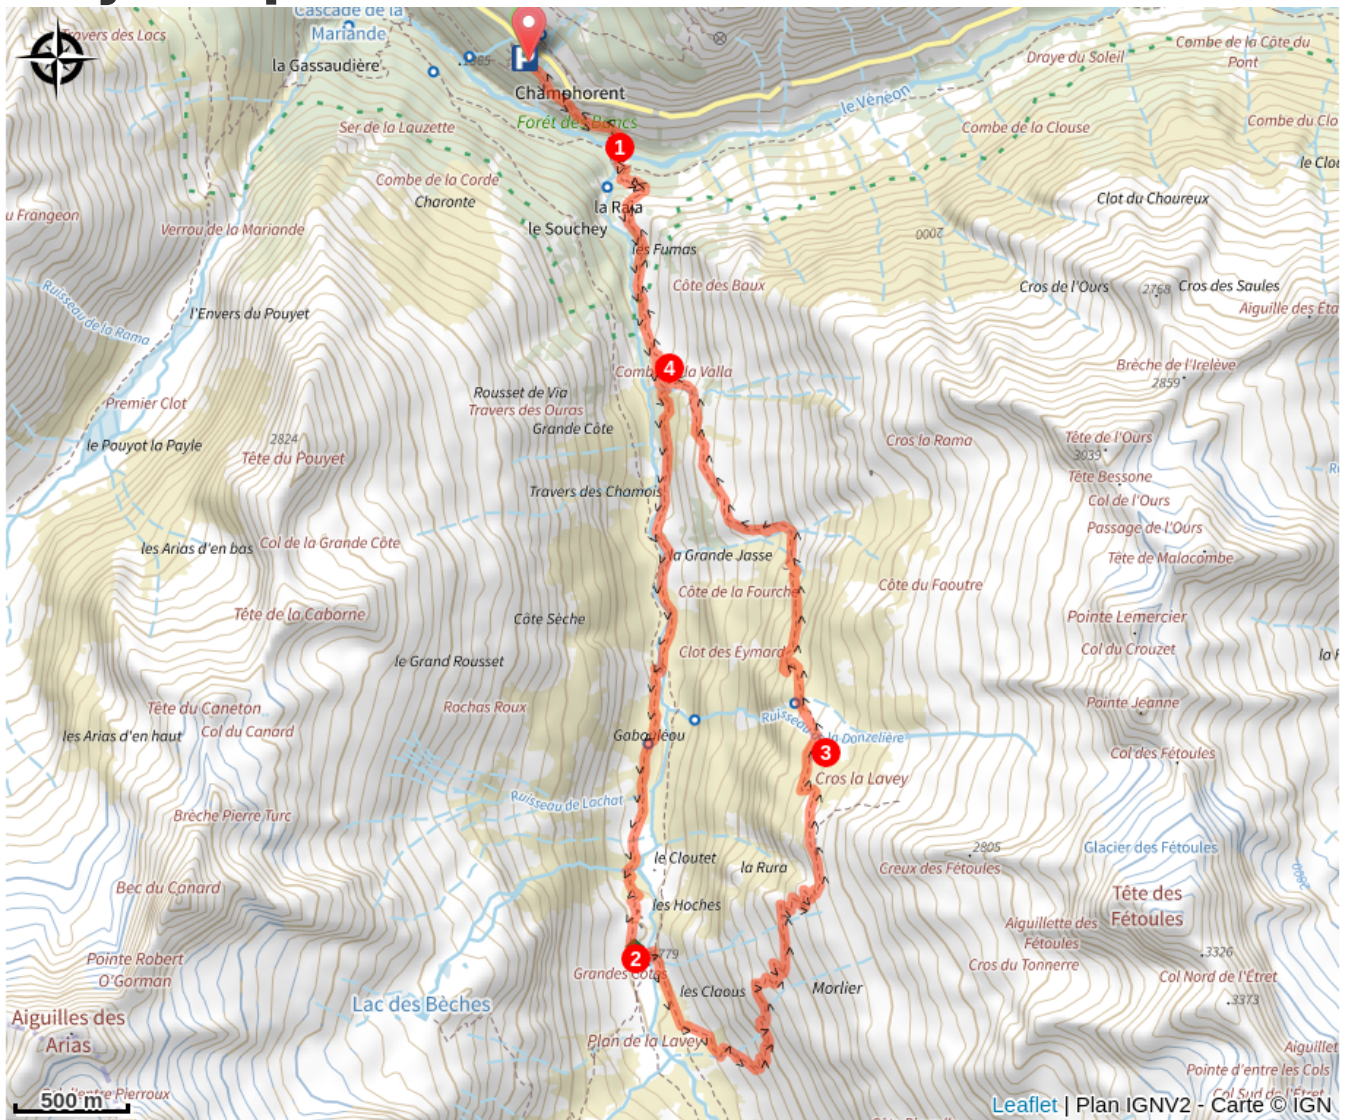 Cascade de la
Mariande
Travers des Lacs
la Gassaudière
1365
P
Champhorent
Forêt des Bancs
le Vénéon
Draye du Soleil
Combe de la Côte du
Pont
Ser de la Lauzette
1
Combe de la Clouse
Combe du Clo
le Clou
Combe de la Corde
Charonte
la Raja
Clot du Choureux
u Frangeon
Verrou de la Mariande
le Souchey
2000
les Fumas
Ruisseau de la Rama
l'Envers du Pouyet
Côte des Baux
Cros de l'Ours
2768
Cros des Saules
Aiguille des Éta
4
Combe de la Valla
Brèche de l'Irelève
2859
Premier Clot
Rousset de Via
Travers des Ouras
Grande Côte
le Pouyot la Payle
2824
Tête du Pouyet
Cros la Rama
Tête de l'Ours
3039
Tête Bessone
Col de l'Ours
Travers des Chamois
Passage de l'Ours
les Arias d'en bas
Col de la Grande Côte
la Grande Jasse
Tête de Malacombe
Côte de la Fourche
Côte du Faoutre
Tête de la Caborne
Côte Sèche
Pointe Lemercier
Col du Crouzet
le Grand Rousset
Clot des Eymards
Tête du Caneton
Col du Canard
Rochas Roux
Pointe Jeanne
les Arias d'en haut
Gabouléou
Ruisseau de la Donzelière
3
Col des Fétoules
Cros la Lavey
Ruisseau de Lachat
Brèche Pierre Turc
le Cloutet
la Rura
2805
Creux des Fétoules
Glacier des Fétoules
Bec du Canard
les Hoches
Tête des
Fétoules
Aiguillette des
Fétoules
Pointe Robert
O'Gorman
2
1779
Grandes Côtes
Cros du Tonnerre
3326
Col Nord de l'Étret
les Claous
Morlier
3373
Lac des Bèches
Aiguilles des
Arias
Plan de la Lavey
Aiguillet
Pointe d'entre les Cols
Col Sud de l'Étret
500 m
Leaflet | Plan IGNV2 - Carte © IGN